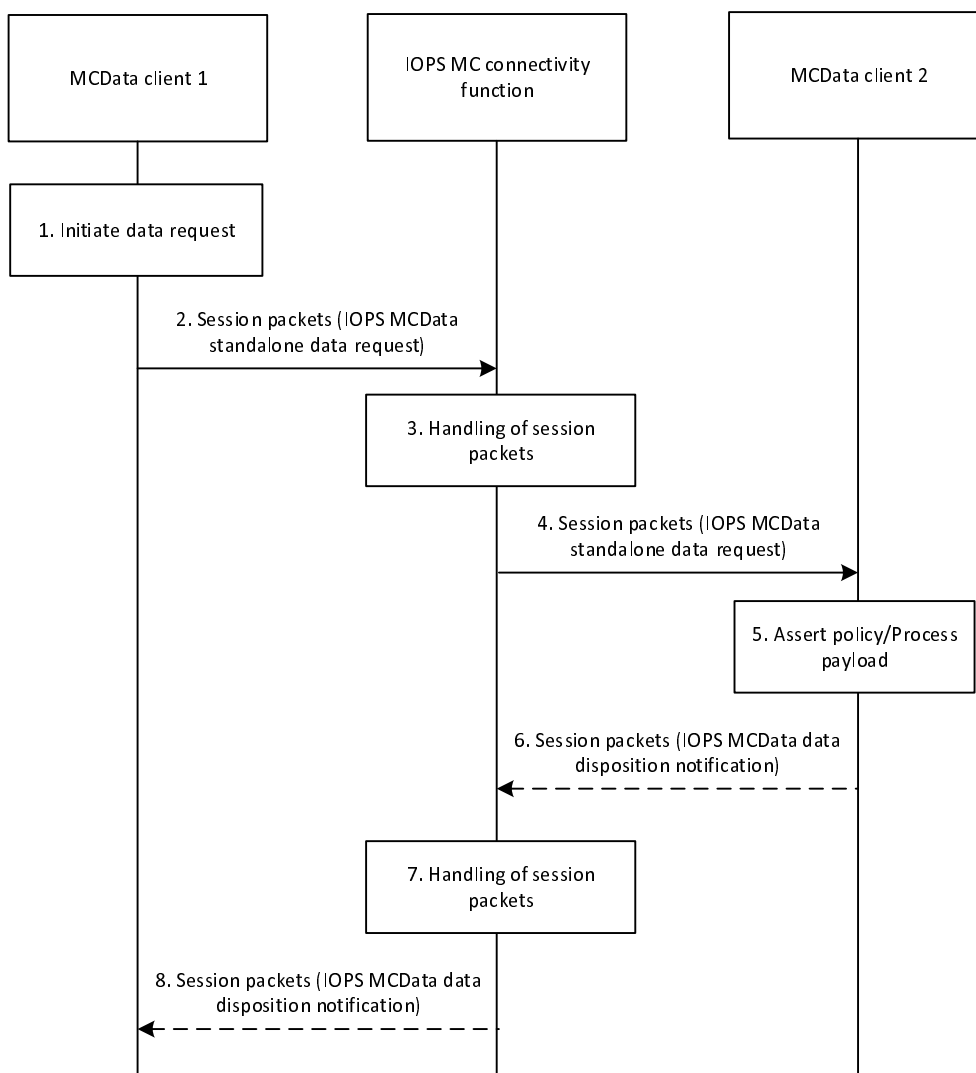 MCData client 1
IOPS MC connectivity
function
MCData client 2
1. Initiate data request
2. Session packets (IOPS MCData
standalone data request)
3. Handling of session
packets
4. Session packets (IOPS MCData
standalone data request)
5. Assert policy/Process
payload
6. Session packets (IOPS MCData data
disposition notification)
7. Handling of session
packets
8. Session packets (IOPS MCData data
disposition notification)